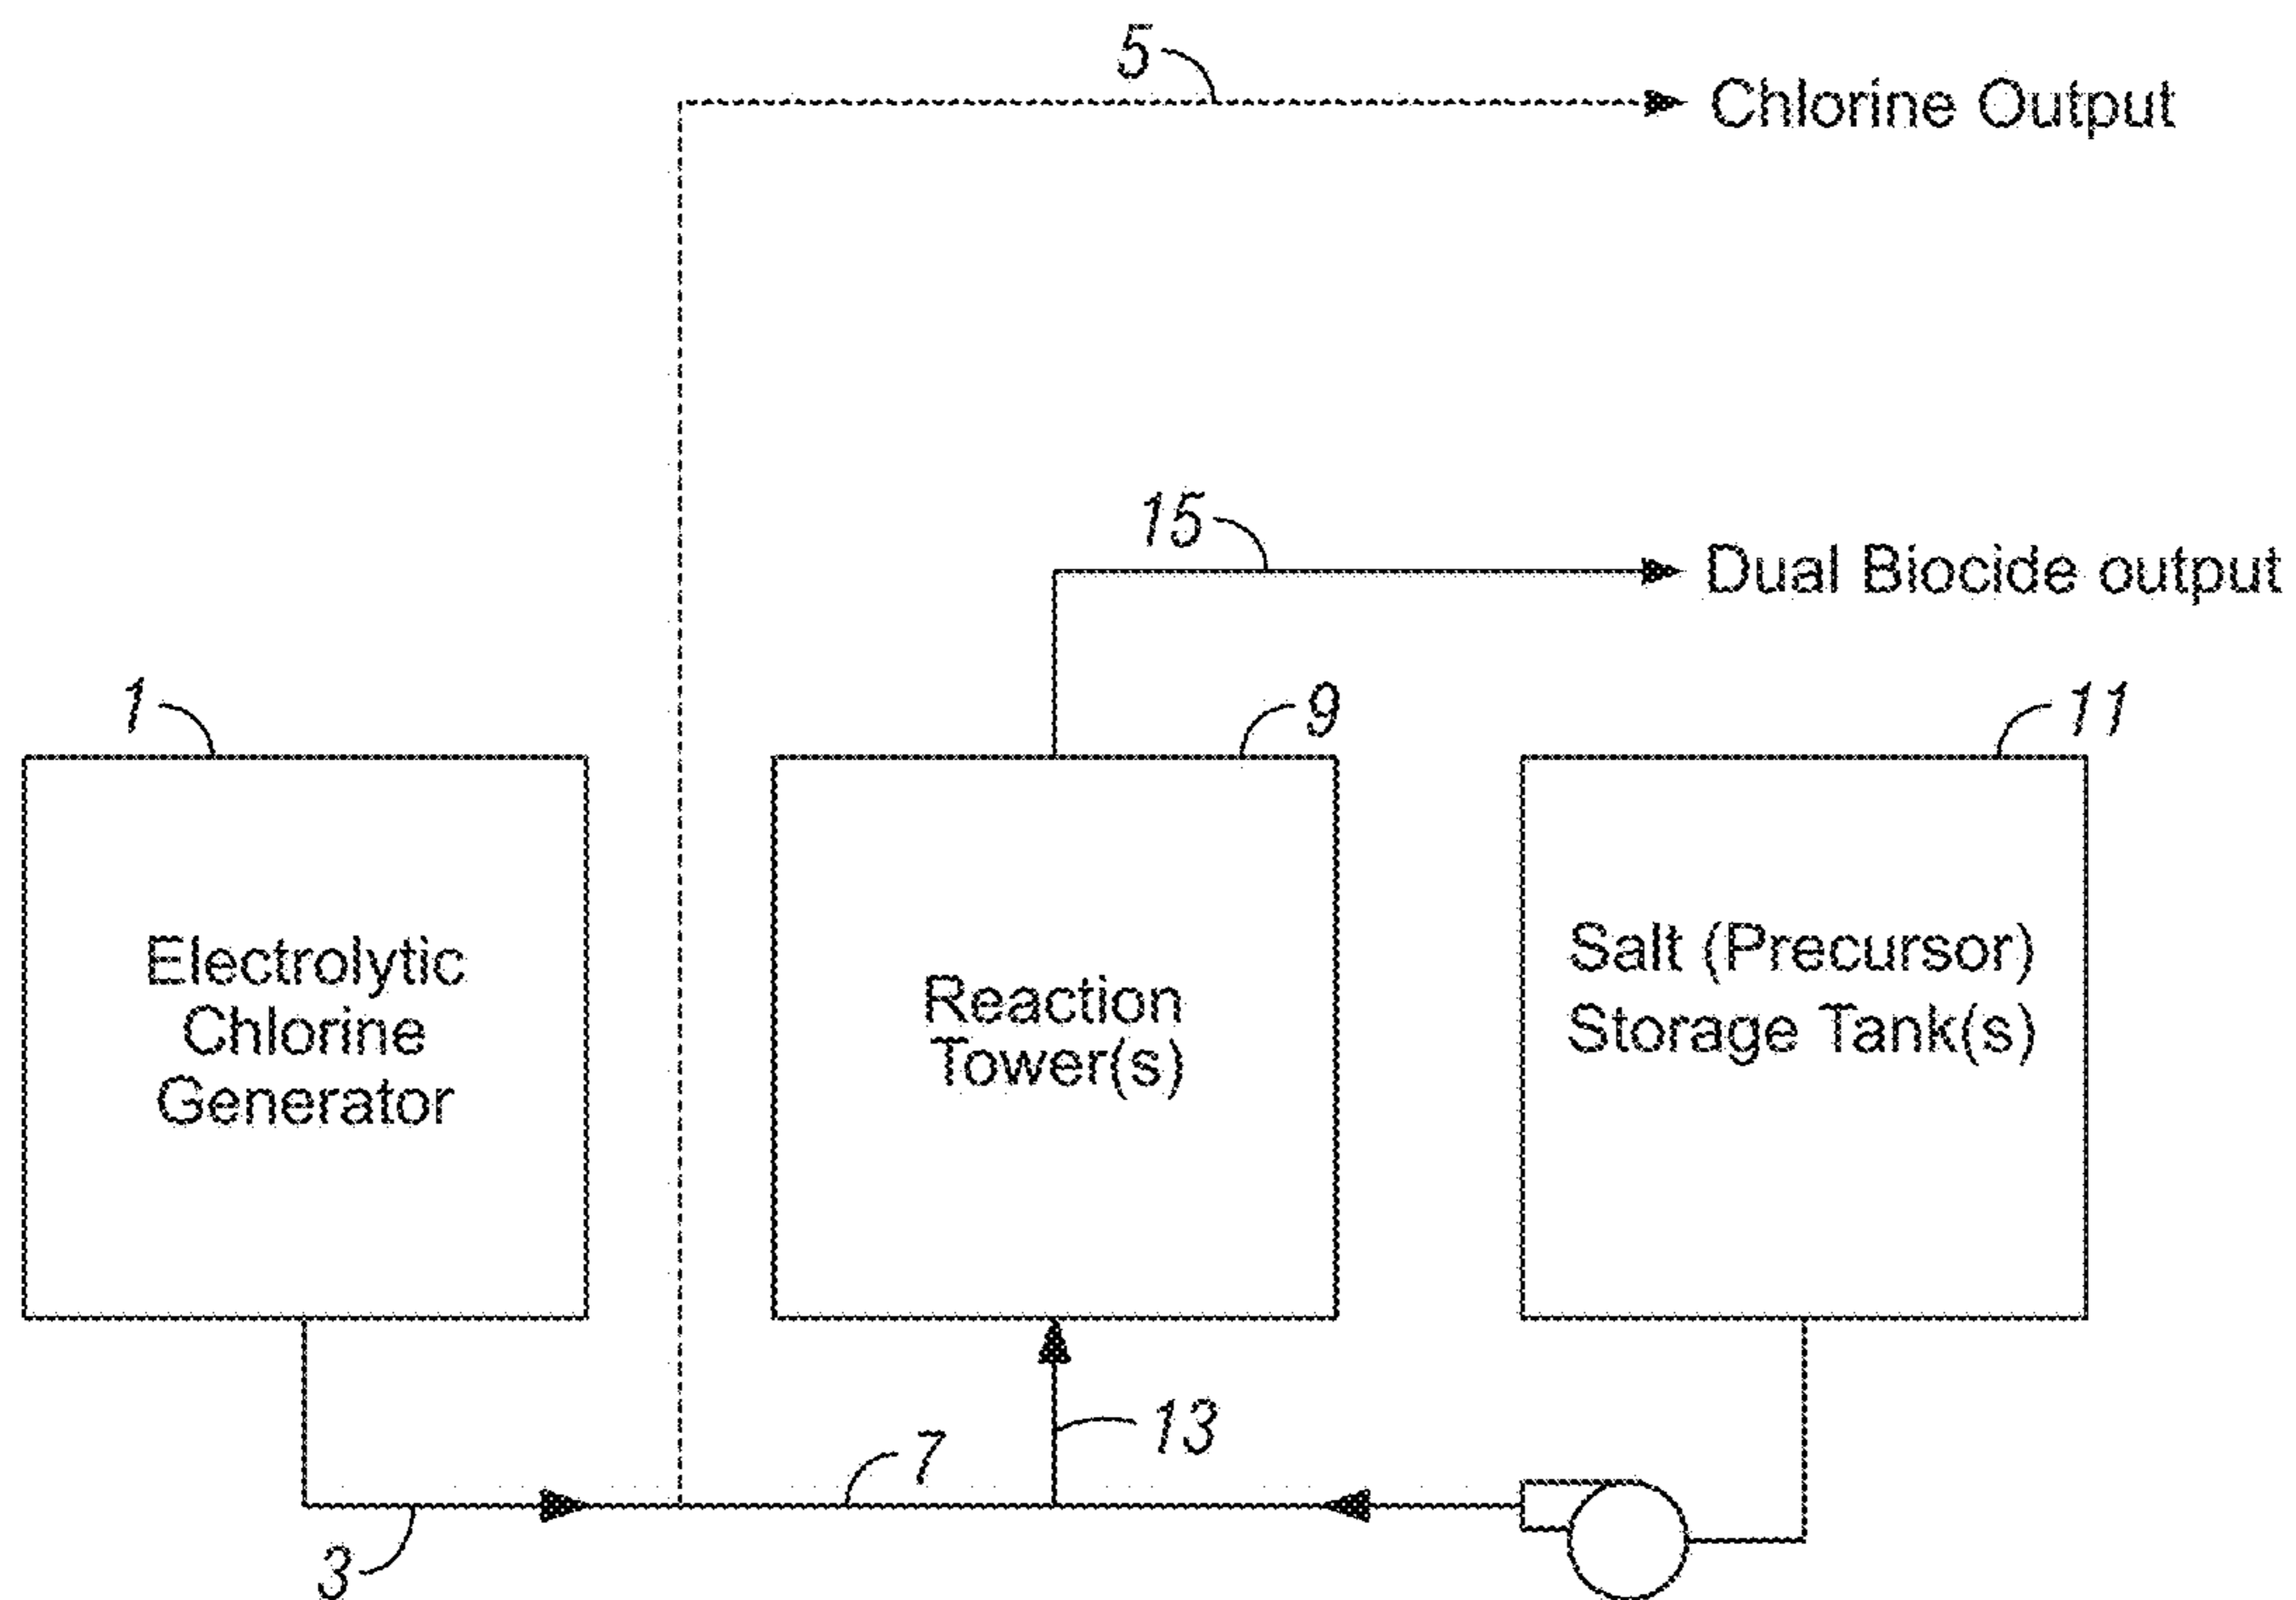 5
Chlorine Output
15
Dual Biocide output
1
9
11
Electrolytic
Chlorine
Generator
Reaction
Tower(s)
Salt (Precursor)
Storage Tank(s)
13
7
3